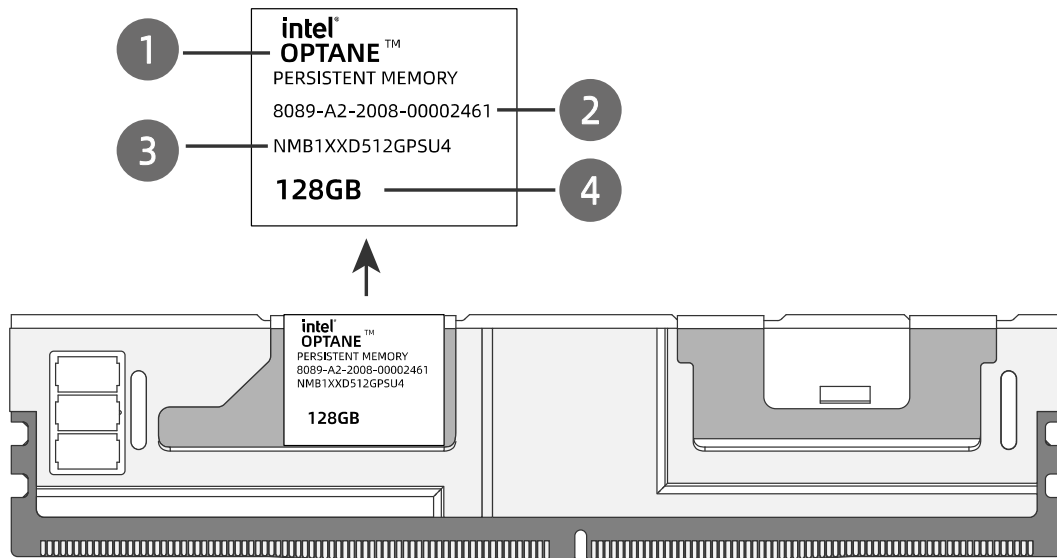 intel®
OPTANE™
PERSISTENT MEMORY
8089-A2-2008-00002461
NMB1XXD512GPSU4
128GB
1
2
3
4
intel®
OPTANE™
PERSISTENT MEMORY
8089-A2-2008-00002461
NMB1XXD512GPSU4
128GB